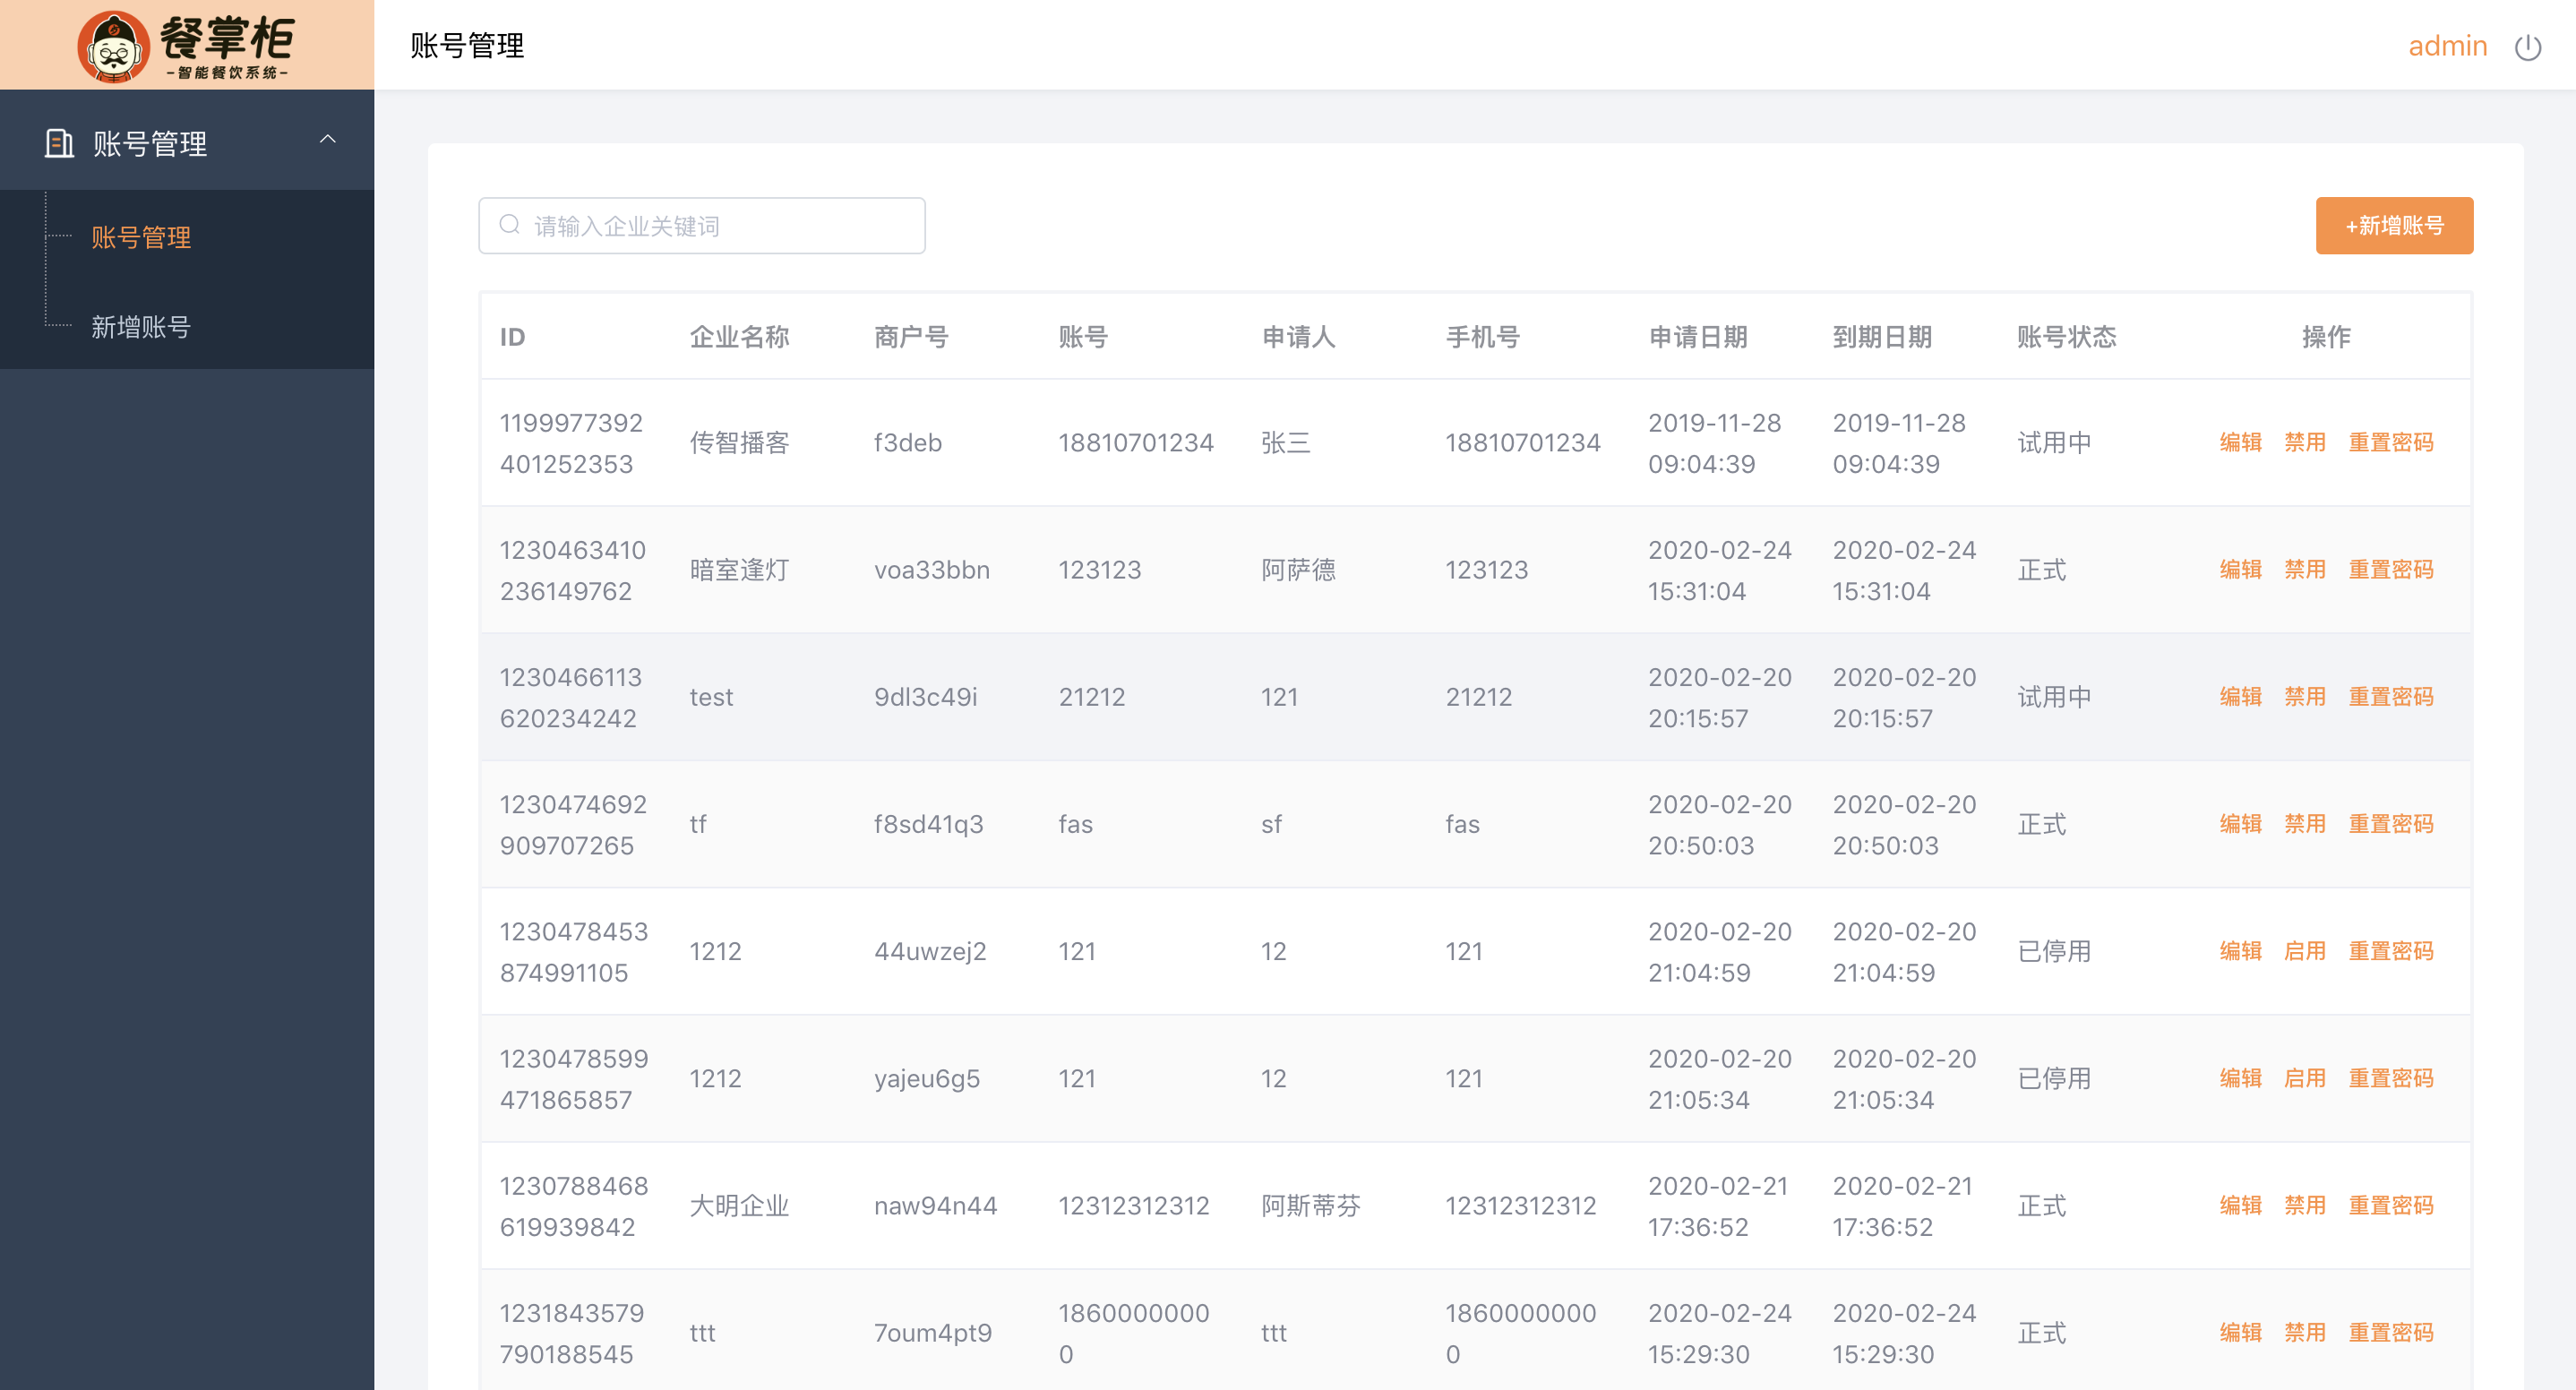 餐掌柜
-智能餐饮系统-
账号管理
admin
账号管理
账号管理
新增账号
请输入企业关键词
+新增账号
ID 企业名称 商户号 账号 申请人 手机号 申请日期 到期日期 账号状态 操作
1199977392 2019-11-28 2019-11-28
传智播客 f3deb 18810701234 张三 18810701234 试用中 编辑 禁用 重置密码
401252353 09:04:39 09:04:39
1230463410 2020-02-24 2020-02-24
暗室逢灯 voa33bbn 123123 阿萨德 123123 正式 编辑 禁用 重置密码
236149762 15:31:04 15:31:04
1230466113 2020-02-20 2020-02-20
test 9dl3c49i 21212 121 21212 试用中 编辑 禁用 重置密码
620234242 20:15:57 20:15:57
1230474692 2020-02-20 2020-02-20
tf f8sd41q3 fas sf fas 正式 编辑 禁用 重置密码
909707265 20:50:03 20:50:03
1230478453 2020-02-20 2020-02-20
1212 44uwzej2 121 12 121 已停用 编辑 启用 重置密码
874991105 21:04:59 21:04:59
1230478599 2020-02-20 2020-02-20
1212 yajeu6g5 121 12 121 已停用 编辑 启用 重置密码
471865857 21:05:34 21:05:34
1230788468 2020-02-21 2020-02-21
大明企业 naw94n44 12312312312 阿斯蒂芬 12312312312 正式 编辑 禁用 重置密码
619939842 17:36:52 17:36:52
1231843579 1860000000 1860000000 2020-02-24 2020-02-24
ttt 7oum4pt9 ttt 正式 编辑 禁用 重置密码
790188545 0 0 15:29:30 15:29:30